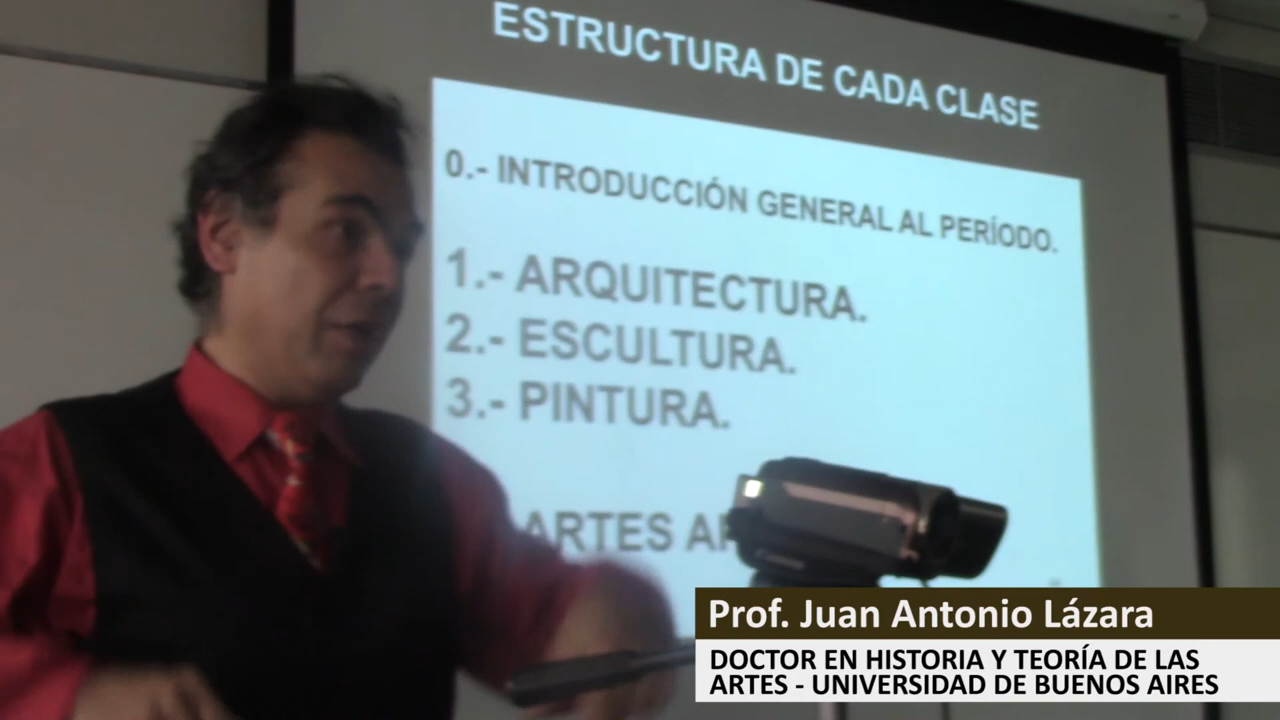 ESTRUCTURA DE CADA CLASE
0.- INTRODUCCIÓN GENERAL AL PERÍODO.
1.- ARQUITECTURA.
2.- ESCULTURA.
3.- PINTURA.
ARTES
Prof. Juan Antonio Lázara
DOCTOR EN HISTORIA Y TEORÍA DE LAS
ARTES - UNIVERSIDAD DE BUENOS AIRES